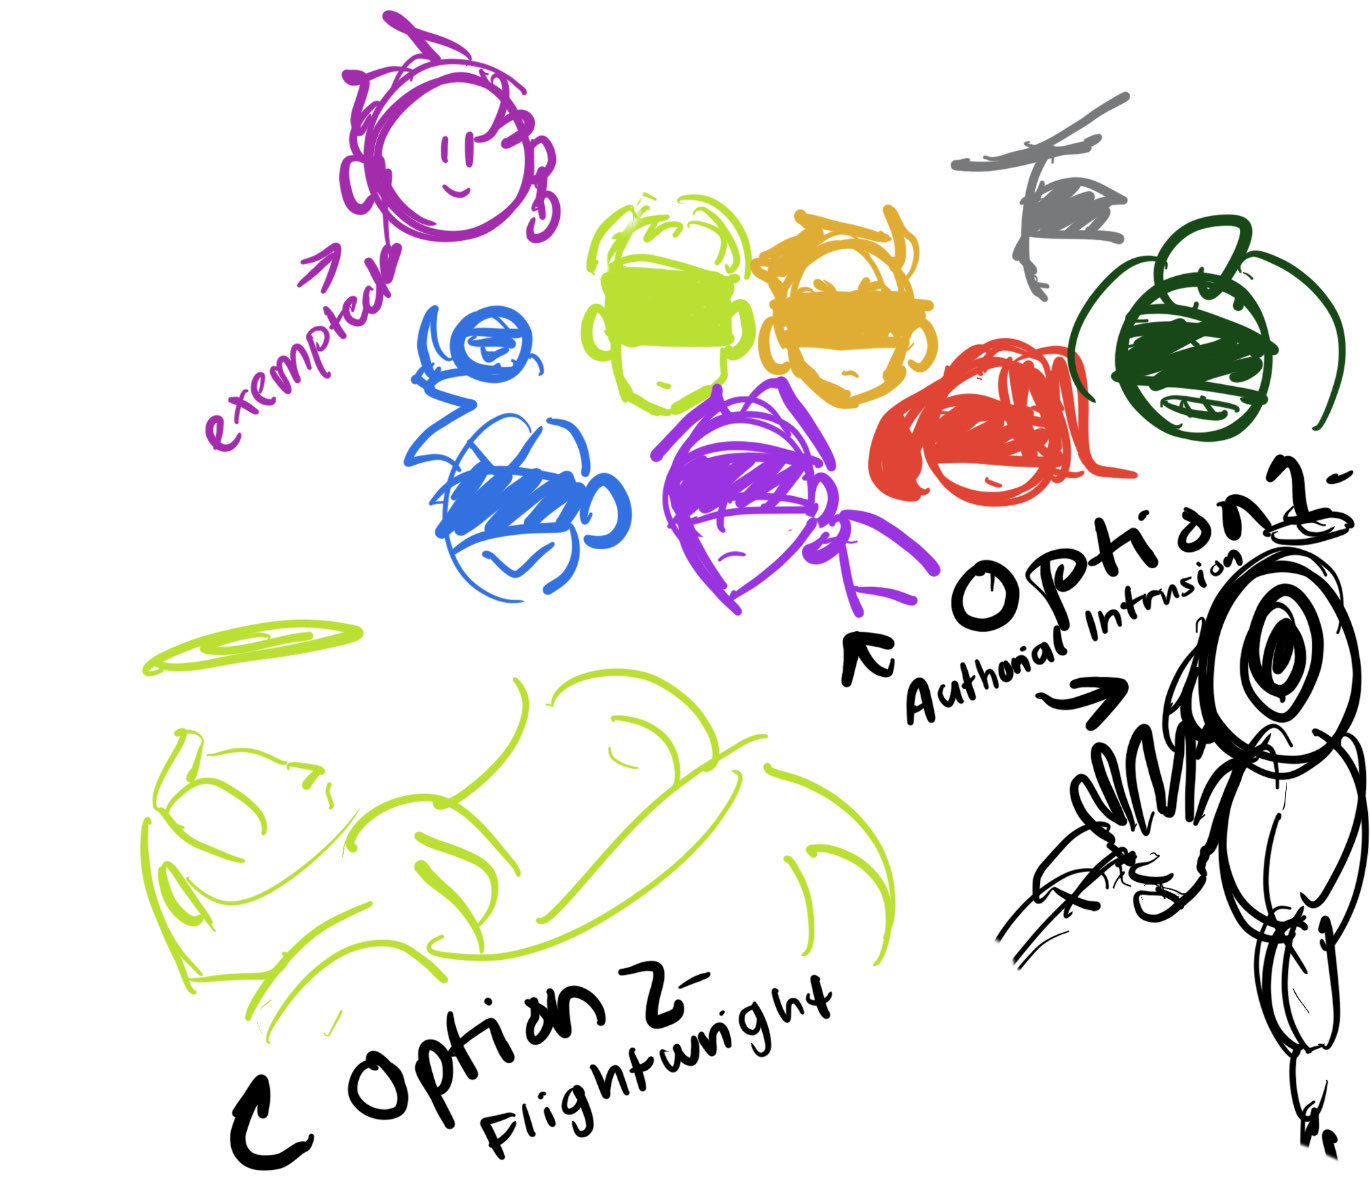 exempted
Option 1-
Authorial Intrusion
Option 2-
Flightwright